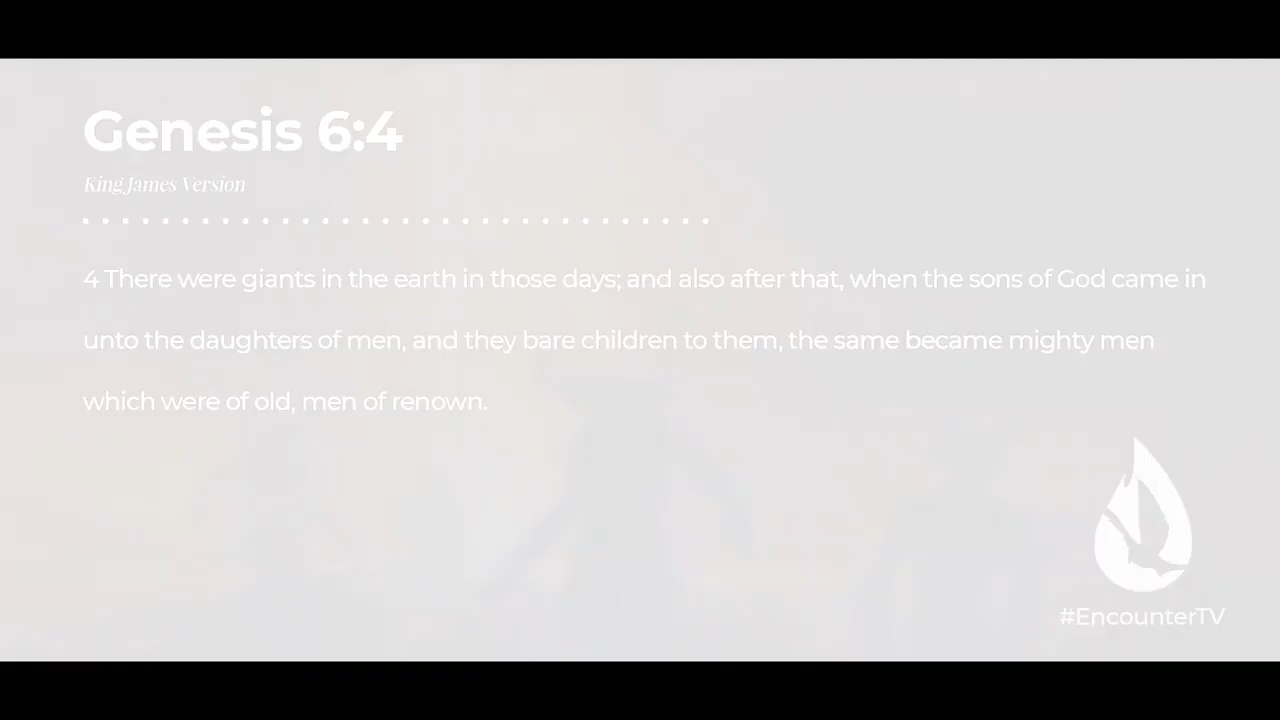 Genesis 6:4
King James Version
4 There were giants in the earth in those days; and also after that, when the sons of God came in
unto the daughters of men, and they bare children to them, the same became mighty men
which were of old, men of renown.
#EncounterTV